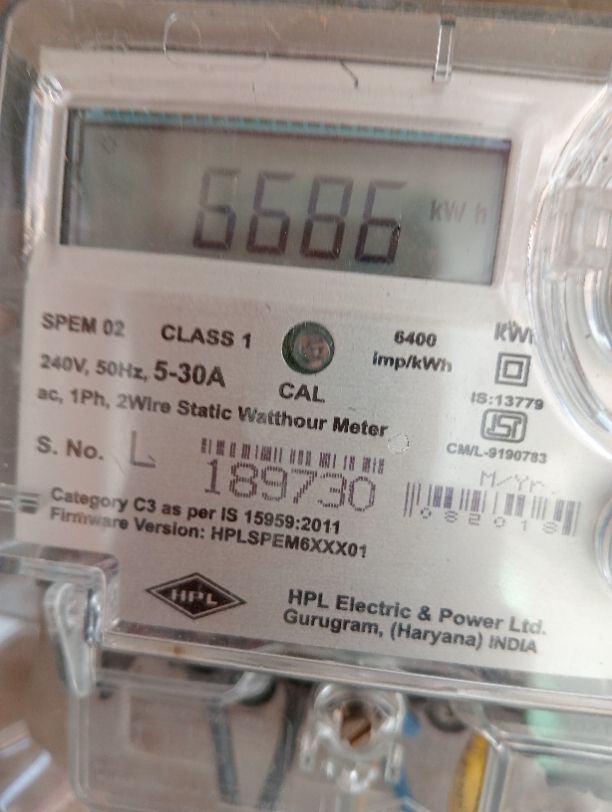 6686 kW h
SPEM 02 CLASS 1 6400 imp/kWh
240V, 50Hz, 5-30A CAL
IS:13779
ac, 1Ph, 2Wire Static Watthour Meter
CM/L-9190783
S. No. L 189730
M/Yr.
082018
Category C3 as per IS 15959:2011
Firmware Version: HPLSPEM6XXX01
HPL
HPL Electric & Power Ltd.
Gurugram, (Haryana) INDIA